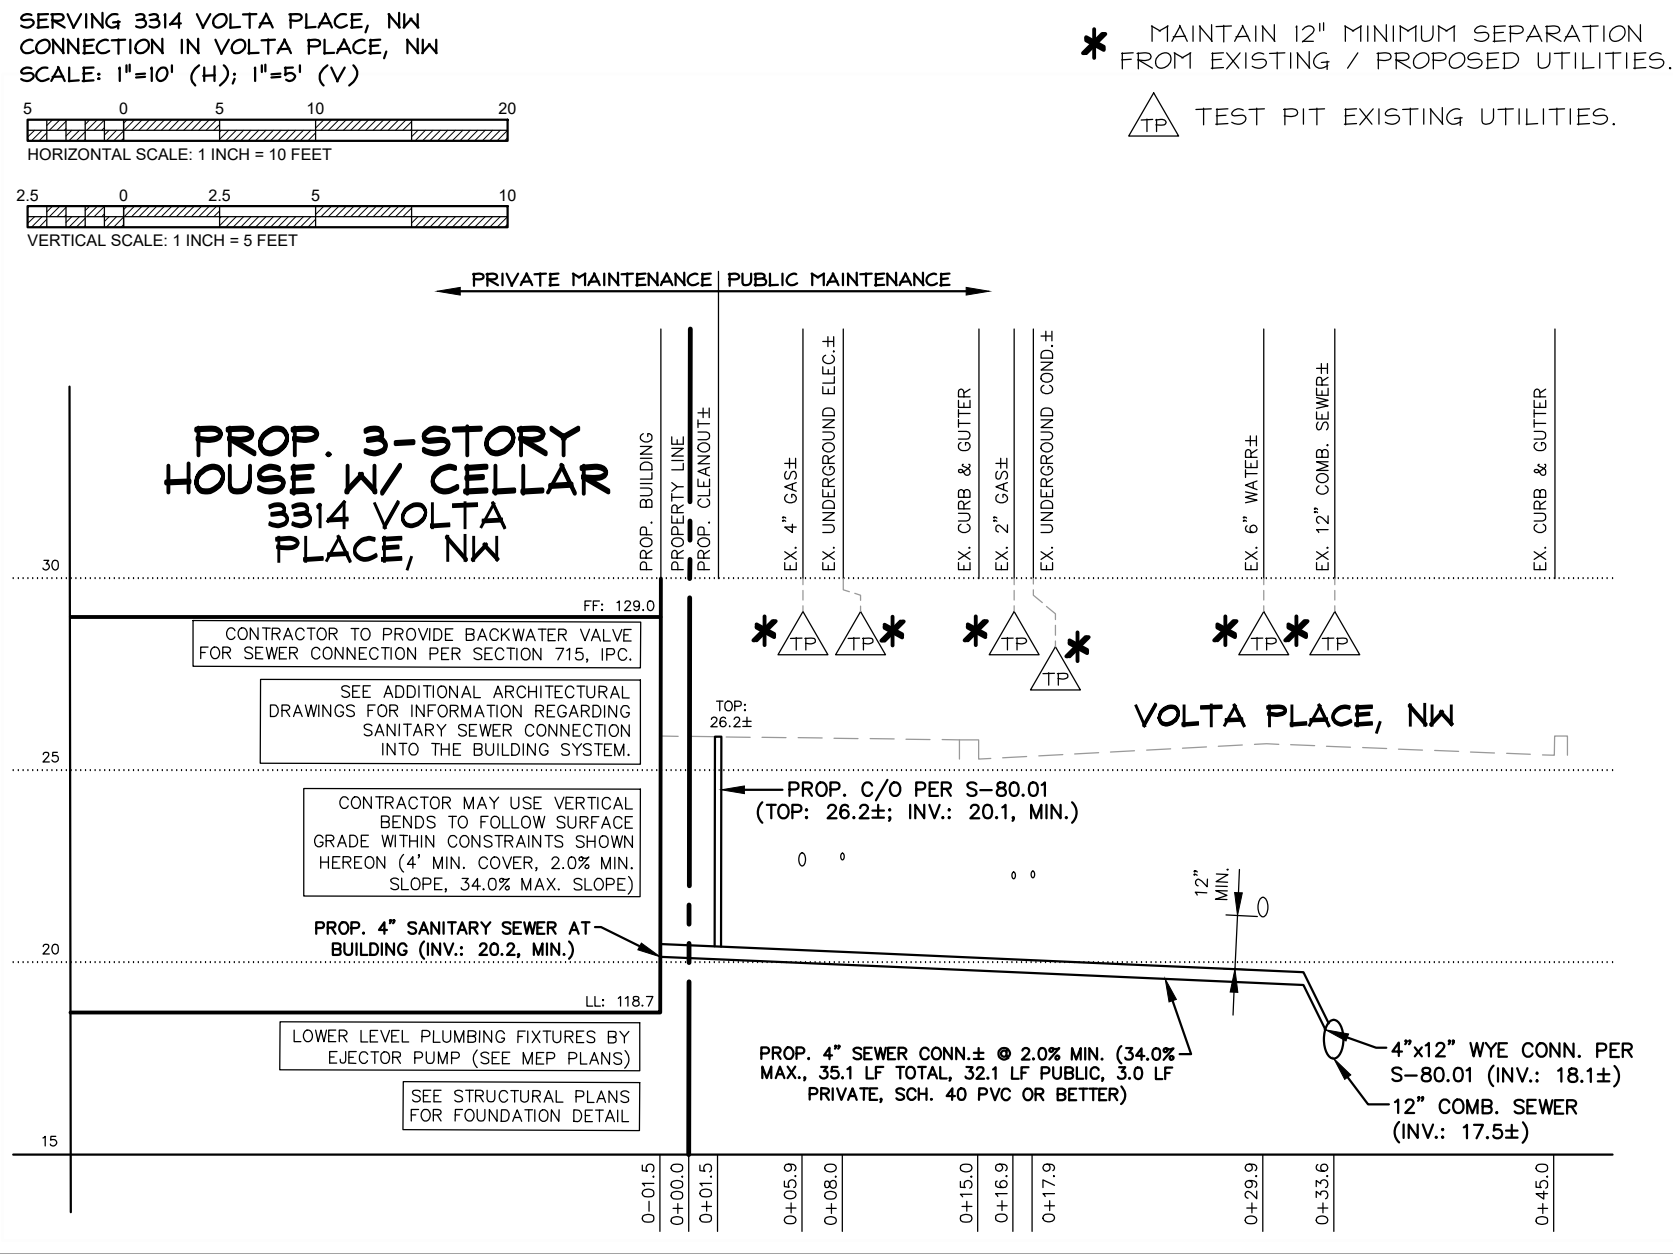 SERVING 3314 VOLTA PLACE, NW
CONNECTION IN VOLTA PLACE, NW
SCALE: 1"=10' (H); 1"=5' (V)
5 0 5 10 20
HORIZONTAL SCALE: 1 INCH = 10 FEET
2.5 0 2.5 5 10
VERTICAL SCALE: 1 INCH = 5 FEET
* MAINTAIN 12" MINIMUM SEPARATION
FROM EXISTING / PROPOSED UTILITIES.
TP TEST PIT EXISTING UTILITIES.
PRIVATE MAINTENANCE
PUBLIC MAINTENANCE
PROP. 3-STORY
HOUSE W/ CELLAR
3314 VOLTA
PLACE, NW
PROP. BUILDING
PROPERTY LINE
PROP. CLEANOUT±
EX. 4" GAS±
EX. UNDERGROUND ELEC.±
EX. CURB & GUTTER
EX. 2" GAS±
EX. UNDERGROUND COND.±
EX. 6" WATER±
EX. 12" COMB. SEWER±
EX. CURB & GUTTER
30
FF: 129.0
* TP
TP *
* TP
TP *
* TP
* TP
CONTRACTOR TO PROVIDE BACKWATER VALVE
FOR SEWER CONNECTION PER SECTION 715, IPC.
SEE ADDITIONAL ARCHITECTURAL
DRAWINGS FOR INFORMATION REGARDING
SANITARY SEWER CONNECTION
INTO THE BUILDING SYSTEM.
TOP:
26.2±
VOLTA PLACE, NW
25
CONTRACTOR MAY USE VERTICAL
BENDS TO FOLLOW SURFACE
GRADE WITHIN CONSTRAINTS SHOWN
HEREON (4' MIN. COVER, 2.0% MIN.
SLOPE, 34.0% MAX. SLOPE)
PROP. C/O PER S-80.01
(TOP: 26.2±; INV.: 20.1, MIN.)
12"
MIN.
PROP. 4" SANITARY SEWER AT
BUILDING (INV.: 20.2, MIN.)
20
LL: 118.7
LOWER LEVEL PLUMBING FIXTURES BY
EJECTOR PUMP (SEE MEP PLANS)
SEE STRUCTURAL PLANS
FOR FOUNDATION DETAIL
PROP. 4" SEWER CONN.± @ 2.0% MIN. (34.0%
MAX., 35.1 LF TOTAL, 32.1 LF PUBLIC, 3.0 LF
PRIVATE, SCH. 40 PVC OR BETTER)
4"x12" WYE CONN. PER
S-80.01 (INV.: 18.1±)
12" COMB. SEWER
(INV.: 17.5±)
15
0-01.5
0+00.0
0+01.5
0+05.9
0+08.0
0+15.0
0+16.9
0+17.9
0+29.9
0+33.6
0+45.0